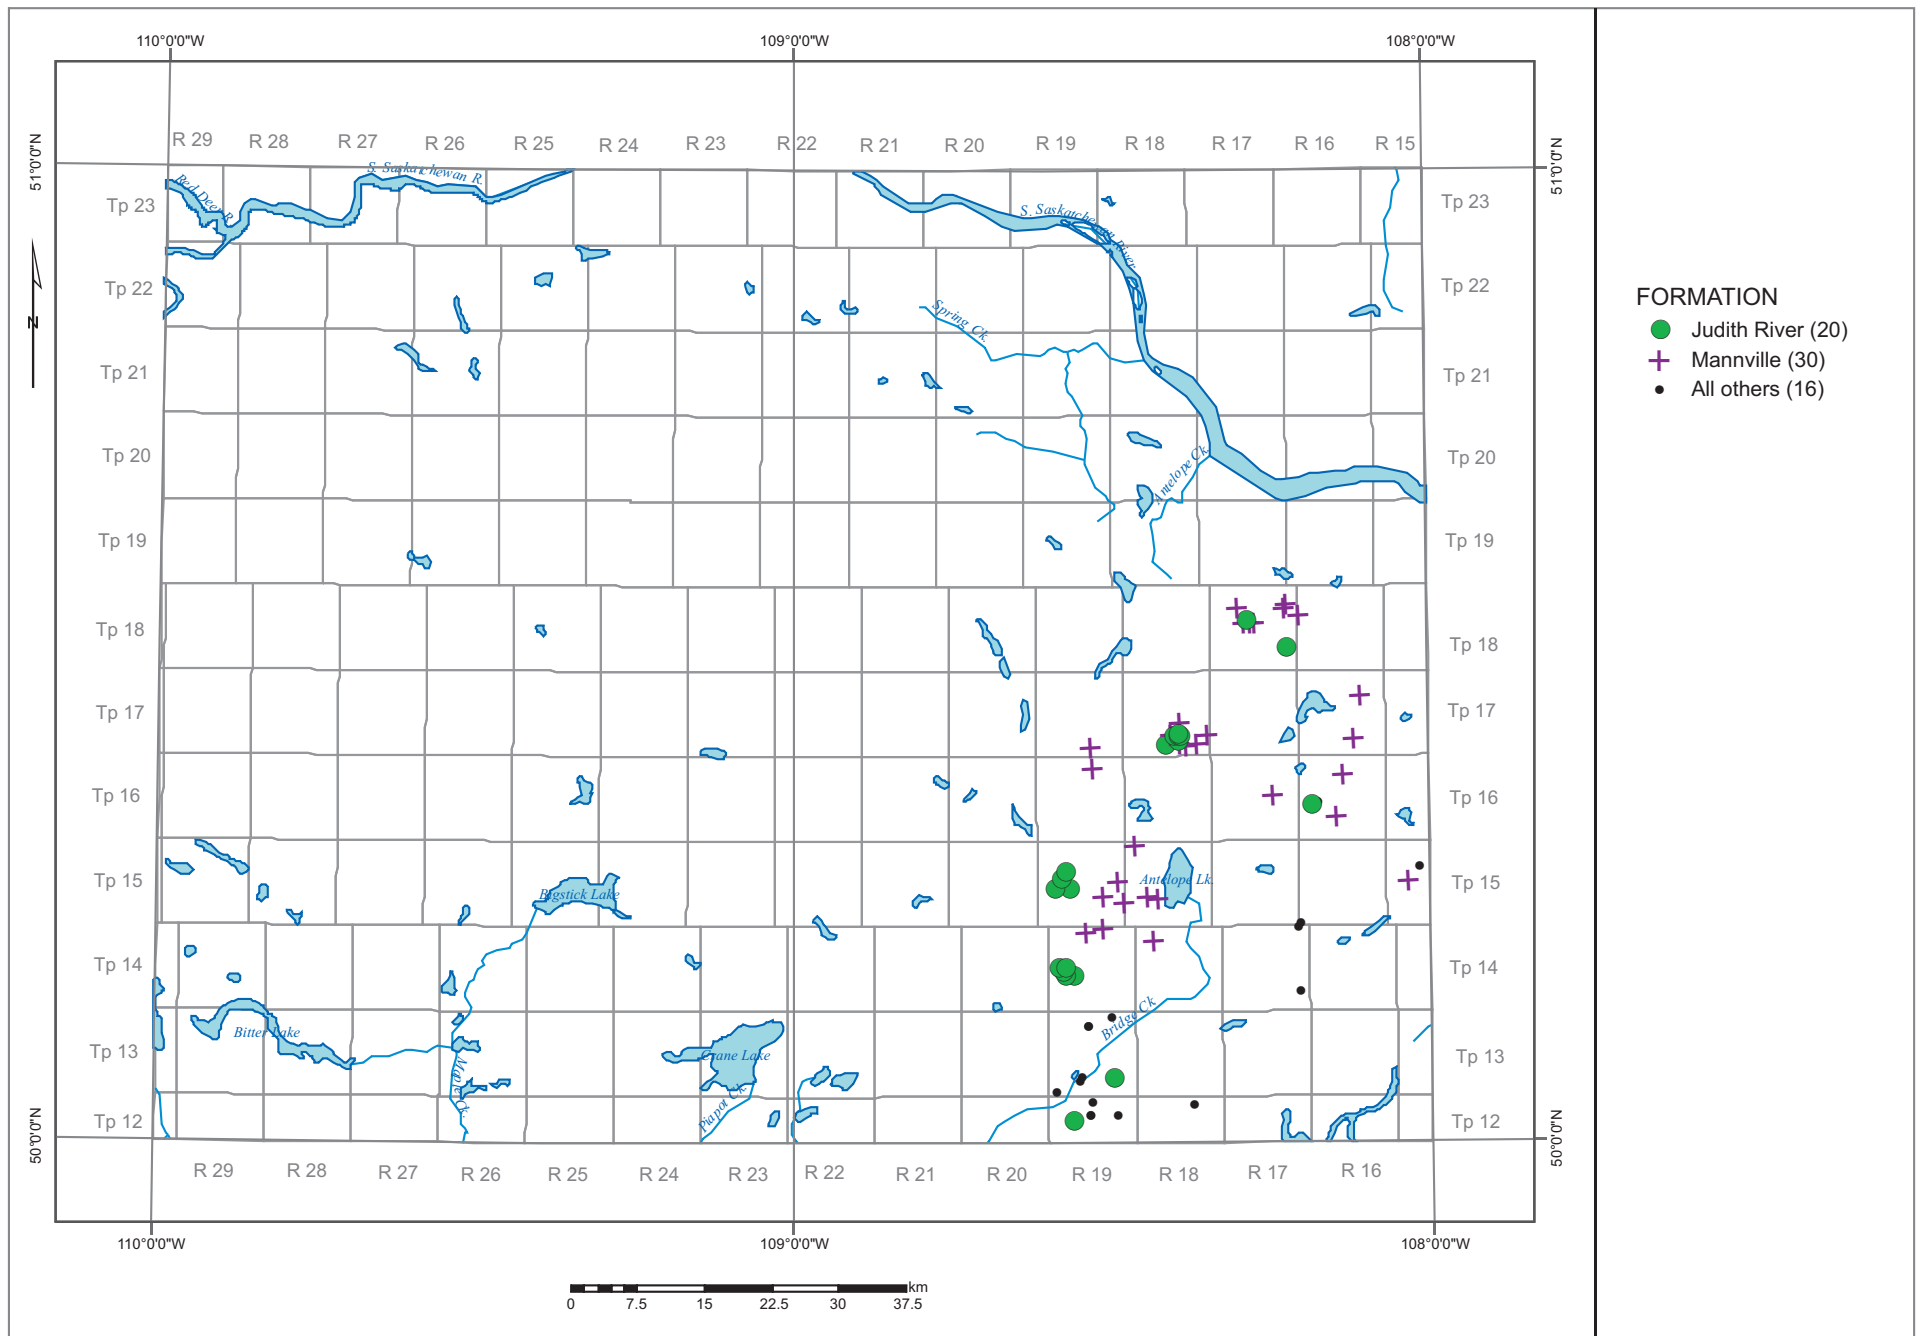 110°0'0"W 109°0'0"W 108°0'0"W
51°0'0"N 51°0'0"N
R 29 R 28 R 27 R 26 R 25 R 24 R 23 R 22 R 21 R 20 R 19 R 18 R 17 R 16 R 15
S. Saskatchewan R.
Red Deer R.
S. Saskatchewan River
Tp 23 Tp 23
Tp 22 Tp 22
Spring Ck.
N
Tp 21 Tp 21
Tp 20 Tp 20
Antelope Ck.
Tp 19 Tp 19
Tp 18 Tp 18
Tp 17 Tp 17
Tp 16 Tp 16
Tp 15 Tp 15
Bigstick Lake
Antelope Lk.
Tp 14 Tp 14
Bitter Lake
Bridge Ck
Tp 13 Tp 13
Crane Lake
Maple Ck.
Piapot Ck.
Tp 12 Tp 12
50°0'0"N 50°0'0"N
R 29 R 28 R 27 R 26 R 25 R 24 R 23 R 22 R 21 R 20 R 19 R 18 R 17 R 16
110°0'0"W 109°0'0"W 108°0'0"W
km
0 7.5 15 22.5 30 37.5
FORMATION
Judith River (20)
Mannville (30)
All others (16)